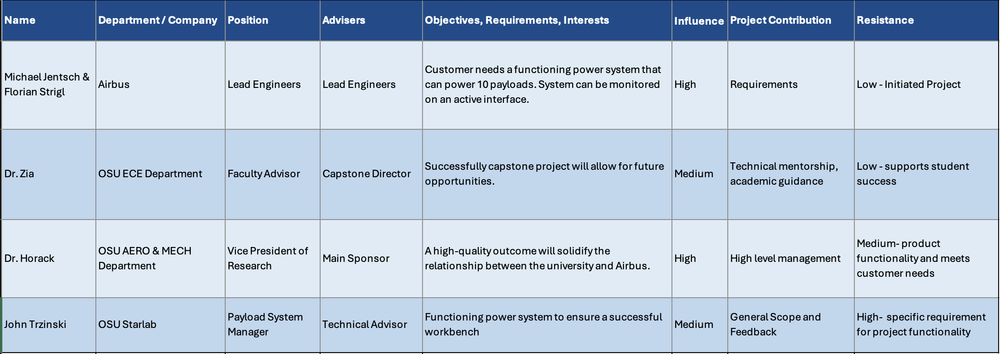 Name
Department / Company
Position
Advisers
Objectives, Requirements, Interests
Influence
Project Contribution
Resistance
Michael Jentsch &
Florian Strigl
Airbus
Lead Engineers
Lead Engineers
Customer needs a functioning power system that
can power 10 payloads. System can be monitored
on an active interface.
High
Requirements
Low - Initiated Project
Dr. Zia
OSU ECE Department
Faculty Advisor
Capstone Director
Successfully capstone project will allow for future
opportunities.
Medium
Technical mentorship,
academic guidance
Low - supports student
success
Dr. Horack
OSU AERO & MECH
Department
Vice President of
Research
Main Sponsor
A high-quality outcome will solidify the
relationship between the university and Airbus.
High
High level management
Medium- product
functionality and meets
customer needs
John Trzinski
OSU Starlab
Payload System
Manager
Technical Advisor
Functioning power system to ensure a successful
workbench
Medium
General Scope and
Feedback
High-  specific requirement
for project functionality